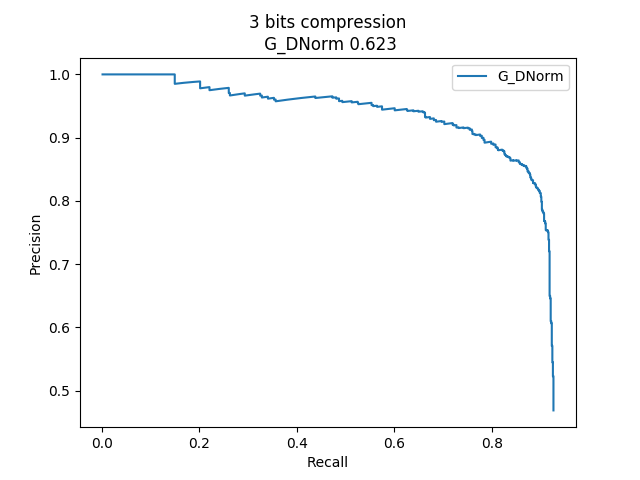 3 bits compression
G_DNorm 0.623
G_DNorm
1.0
0.9
0.8
0.7
0.6
0.5
Precision
0.0 0.2 0.4 0.6 0.8
Recall